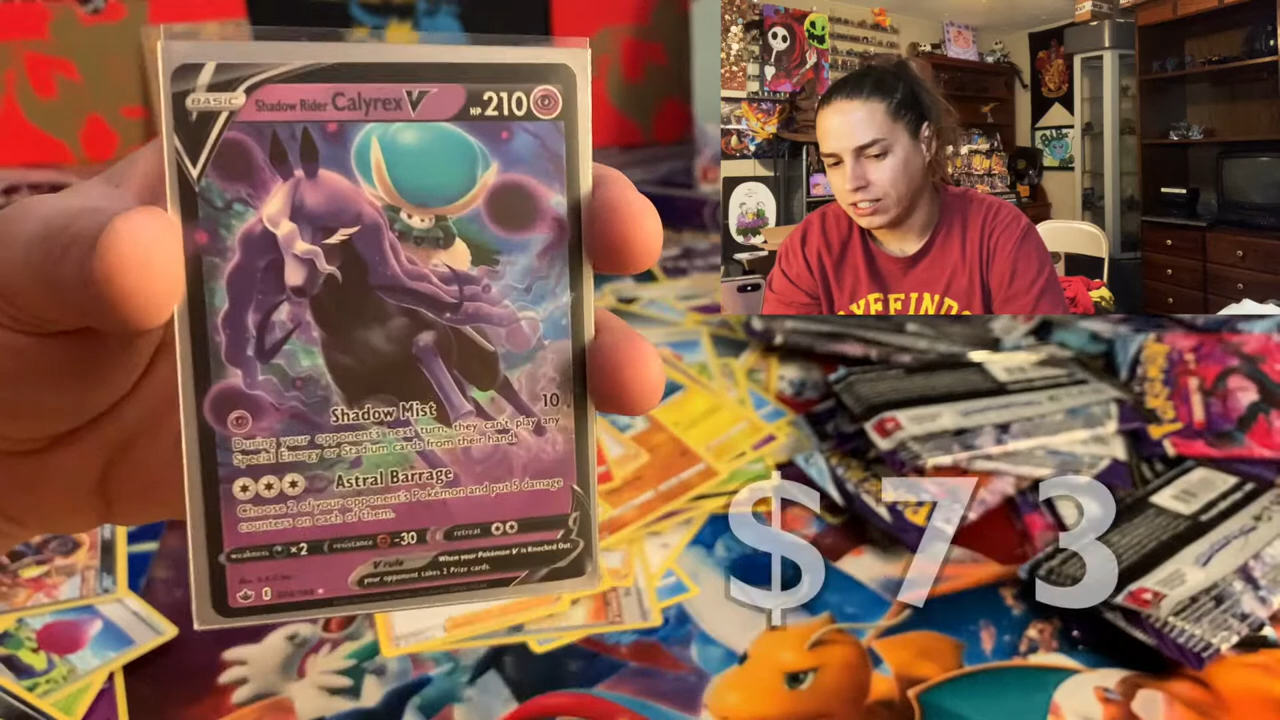 BASIC
Shadow Rider Calyrex V
HP 210
Shadow Mist
10
During your opponent's next turn, they can't play any
Special Energy or Stadium cards from their hand.
Astral Barrage
Choose 2 of your opponent's Pokémon and put 5 damage
counters on each of them.
weakness ×2 resistance -30 retreat
V rule
When your Pokémon V is Knocked Out,
your opponent takes 2 Prize cards.
E
$73